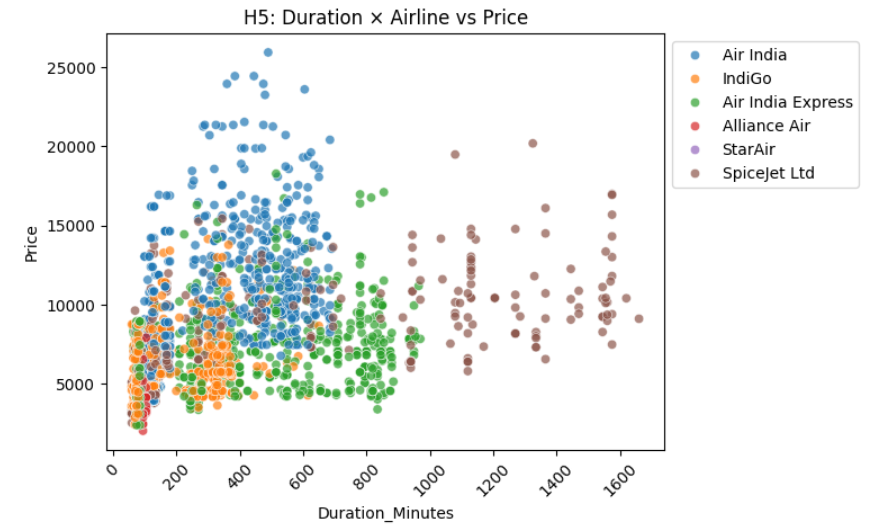 H5: Duration × Airline vs Price
Air India
IndiGo
Air India Express
Alliance Air
StarAir
SpiceJet Ltd
25000
20000
15000
10000
5000
Price
0
200
400
600
800
1000
1200
1400
1600
Duration_Minutes